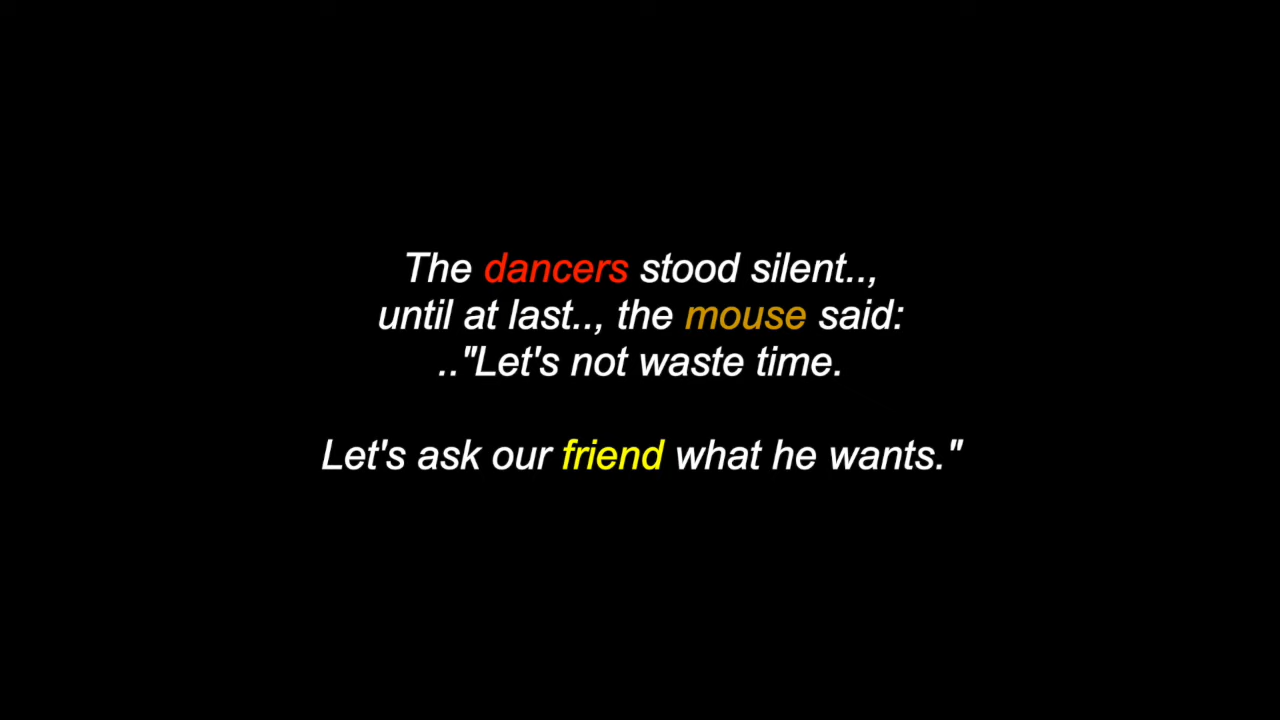 The dancers stood silent..,
until at last.., the mouse said:
.."Let's not waste time.
Let's ask our friend what he wants."